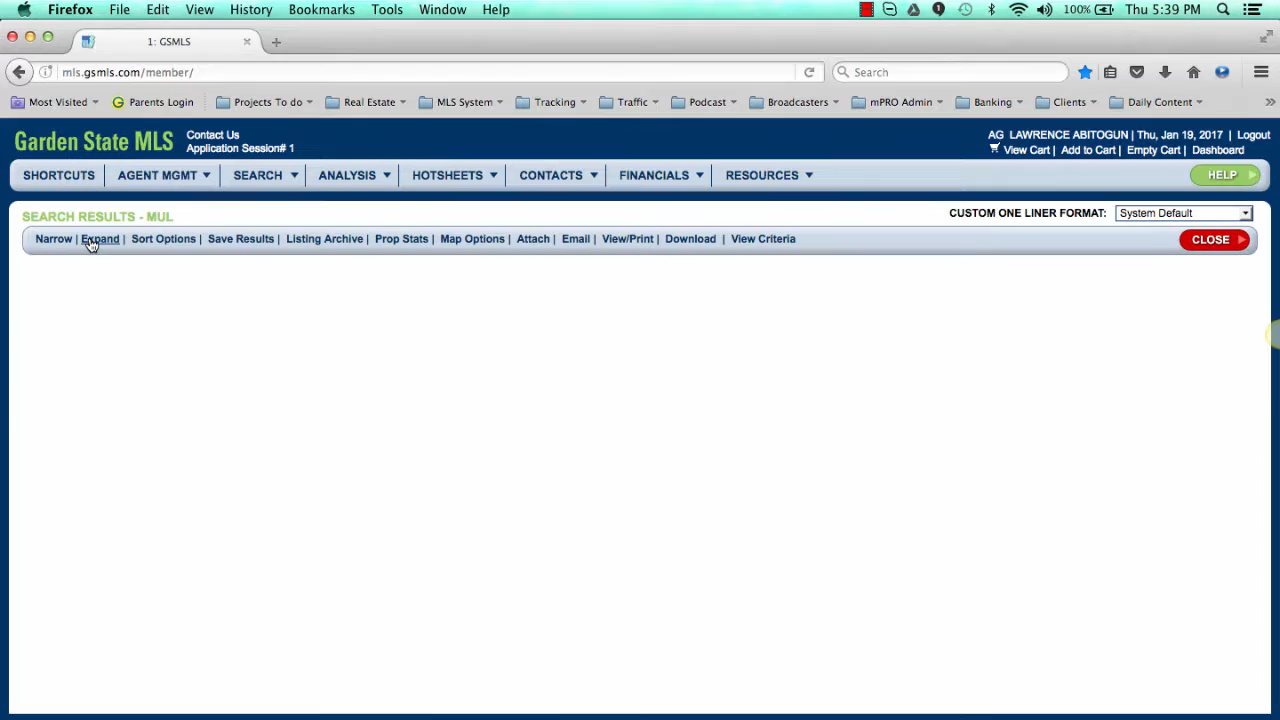 Firefox File Edit View History Bookmarks Tools Window Help 100% Thu 5:39 PM
1: GSMLS
mls.gsmls.com/member/ Search
Most Visited Parents Login Projects To do Real Estate MLS System Tracking Traffic Podcast Broadcasters mPRO Admin Banking Clients Daily Content
Garden State MLS
Contact Us
Application Session# 1
AG LAWRENCE ABITOGUN | Thu, Jan 19, 2017 | Logout
View Cart | Add to Cart | Empty Cart | Dashboard
SHORTCUTS AGENT MGMT SEARCH ANALYSIS HOTSHEETS CONTACTS FINANCIALS RESOURCES HELP
SEARCH RESULTS - MUL
CUSTOM ONE LINER FORMAT: System Default
Narrow | Expand | Sort Options | Save Results | Listing Archive | Prop Stats | Map Options | Attach | Email | View/Print | Download | View Criteria CLOSE